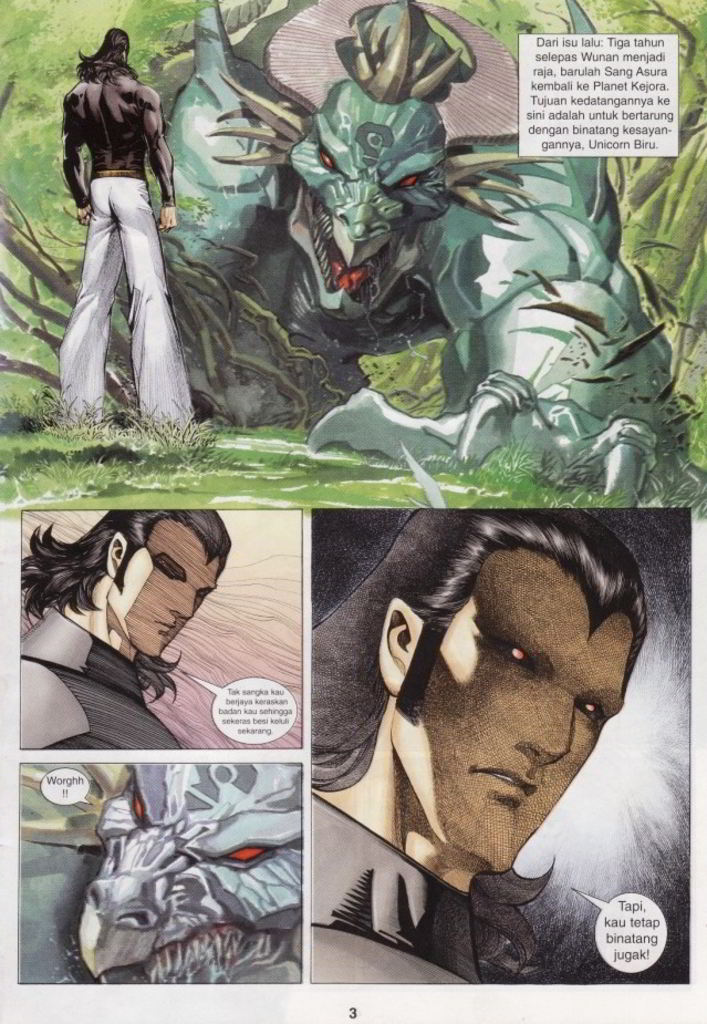 Dari isu lalu: Tiga tahun
selepas Wunan menjadi
raja, barulah Sang Asura
kembali ke Planet Kejora.
Tujuan kedatangannya ke
sini adalah untuk bertarung
dengan binatang kesayan-
gannya, Unicorn Biru.
Tak sangka kau
berjaya keraskan
badan kau sehingga
sekeras besi keluli
sekarang.
Worghh
!!
Tapi,
kau tetap
binatang
jugak!
3